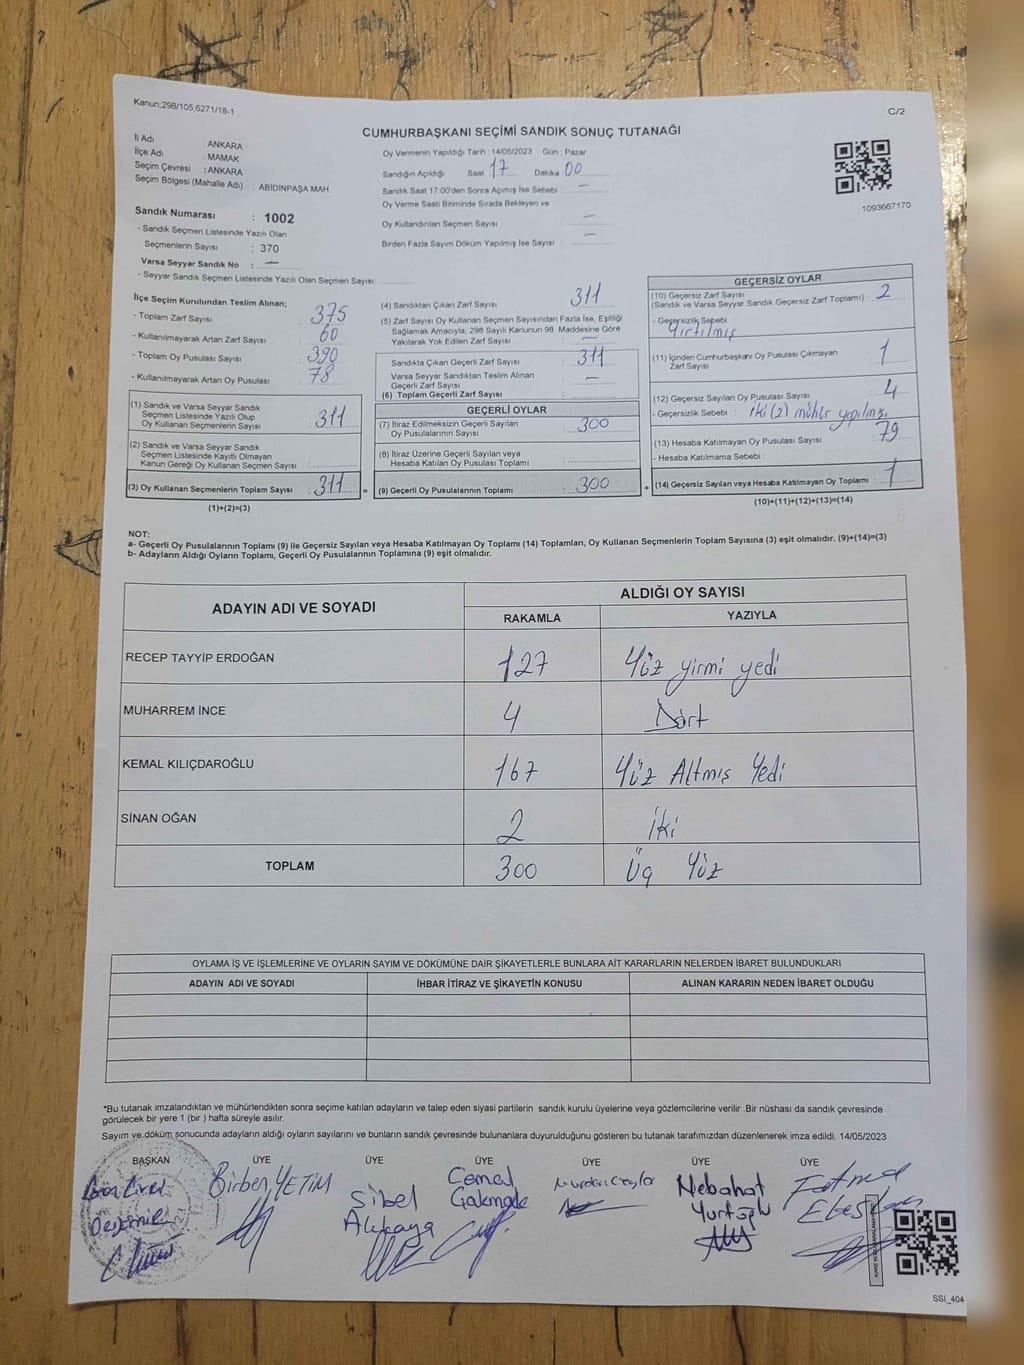 Kanun;298/105;6271/18-1
C/2
CUMHURBAŞKANI SEÇİMİ SANDIK SONUÇ TUTANAĞI
İl Adı : ANKARA
İlçe Adı : MAMAK
Seçim Çevresi : ANKARA
Seçim Bölgesi (Mahalle Adı) : ABİDİNPAŞA MAH
Sandık Numarası : 1002
- Sandık Seçmen Listesinde Yazılı Olan
Seçmenlerin Sayısı : 370
Varsa Seyyar Sandık No : —
- Seyyar Sandık Seçmen Listesinde Yazılı Olan Seçmen Sayısı:
Oy Vermenin Yapıldığı Tarih : 14/05/2023 Gün : Pazar
Sandığın Açıldığı Saat : 17 Dakika : 00
Sandık Saat 17:00'den Sonra Açımış İse Sebebi : —
Oy Verme Saati Bitiminde Sırada Bekleyen ve
Oy Kullandırılan Seçmen Sayısı : —
Birden Fazla Sayım Döküm Yapılmış İse Sayısı : —
1093667170
İlçe Seçim Kurulundan Teslim Alınan;
- Toplam Zarf Sayısı : 375
- Kullanılmayarak Artan Zarf Sayısı : 60
- Toplam Oy Pusulası Sayısı : 390
- Kullanılmayarak Artan Oy Pusulası : 78
(1) Sandık ve Varsa Seyyar Sandık
Seçmen Listesinde Yazılı Olup
Oy Kullanan Seçmenlerin Sayısı : 311
(2) Sandık ve Varsa Seyyar Sandık
Seçmen Listesinde Kayıtlı Olmayan
Kanun Gereği Oy Kullanan Seçmen Sayısı :
(3) Oy Kullanan Seçmenlerin Toplam Sayısı : 311 =
(1)+(2)=(3)
(4) Sandıktan Çıkan Zarf Sayısı : 311
(5) Zarf Sayısı Oy Kullanan Seçmen Sayısından Fazla İse, Eşitliği
Sağlamak Amacıyla, 298 Sayılı Kanunun 98. Maddesine Göre
Yakılarak Yok Edilen Zarf Sayısı : —
Sandıkta Çıkan Geçerli Zarf Sayısı : 311
Varsa Seyyar Sandıktan Teslim Alınan
Geçerli Zarf Sayısı : —
(6) Toplam Geçerli Zarf Sayısı :
GEÇERLİ OYLAR
(7) İtiraz Edilmeksizin Geçerli Sayılan
Oy Pusulalarının Sayısı : 300
(8) İtiraz Üzerine Geçerli Sayılan veya
Hesaba Katılan Oy Pusulası Toplamı :
(9) Geçerli Oy Pusulalarının Toplamı : 300 +
GEÇERSİZ OYLAR
(10) Geçersiz Zarf Sayısı
(Sandık ve Varsa Seyyar Sandık Geçersiz Zarf Toplamı) : 2
- Geçersizlik Sebebi : Yırtılmış
(11) İçinden Cumhurbaşkanı Oy Pusulası Çıkmayan
Zarf Sayısı : 1
(12) Geçersiz Sayılan Oy Pusulası Sayısı : 4
- Geçersizlik Sebebi : iki (2) mühür yapılmış
(13) Hesaba Katılmayan Oy Pusulası Sayısı : 79
- Hesaba Katılmama Sebebi :
(14) Geçersiz Sayılan veya Hesaba Katılmayan Oy Toplamı : 1
(10)+(11)+(12)+(13)=(14)
NOT:
a- Geçerli Oy Pusulalarının Toplamı (9) ile Geçersiz Sayılan veya Hesaba Katılmayan Oy Toplamı (14) Toplamları, Oy Kullanan Seçmenlerin Toplam Sayısına (3) eşit olmalıdır. (9)+(14)=(3)
b- Adayların Aldığı Oyların Toplamı, Geçerli Oy Pusulalarının Toplamına (9) eşit olmalıdır.
ADAYIN ADI VE SOYADI
ALDIĞI OY SAYISI
RAKAMLA YAZIYLA
RECEP TAYYİP ERDOĞAN 127 Yüz yirmi yedi
MUHARREM İNCE 4 Dört
KEMAL KILIÇDAROĞLU 167 Yüz Altmış Yedi
SİNAN OĞAN 2 İki
TOPLAM 300 Üç Yüz
OYLAMA İŞ VE İŞLEMLERİNE VE OYLARIN SAYIM VE DÖKÜMÜNE DAİR ŞİKAYETLERLE BUNLARA AİT KARARLARIN NELERDEN İBARET BULUNDUKLARI
ADAYIN ADI VE SOYADI İHBAR İTİRAZ VE ŞİKAYETİN KONUSU ALINAN KARARIN NEDEN İBARET OLDUĞU
*Bu tutanak imzalandıktan ve mühürlendikten sonra seçime katılan adayların ve talep eden siyasi partilerin sandık kurulu üyelerine veya gözlemcilerine verilir .Bir nüshası da sandık çevresinde
görülecek bir yere 1 (bir ) hafta süreyle asılır.
Sayım ve döküm sonucunda adayların aldığı oyların sayılarını ve bunların sandık çevresinde bulunanlara duyurulduğunu gösteren bu tutanak tarafımızdan düzenlenerek imza edildi. 14/05/2023
BAŞKAN ÜYE ÜYE ÜYE ÜYE ÜYE ÜYE
Birben YETİM
Sibel
Cemal
Nebahat
Fatma
SSI_404